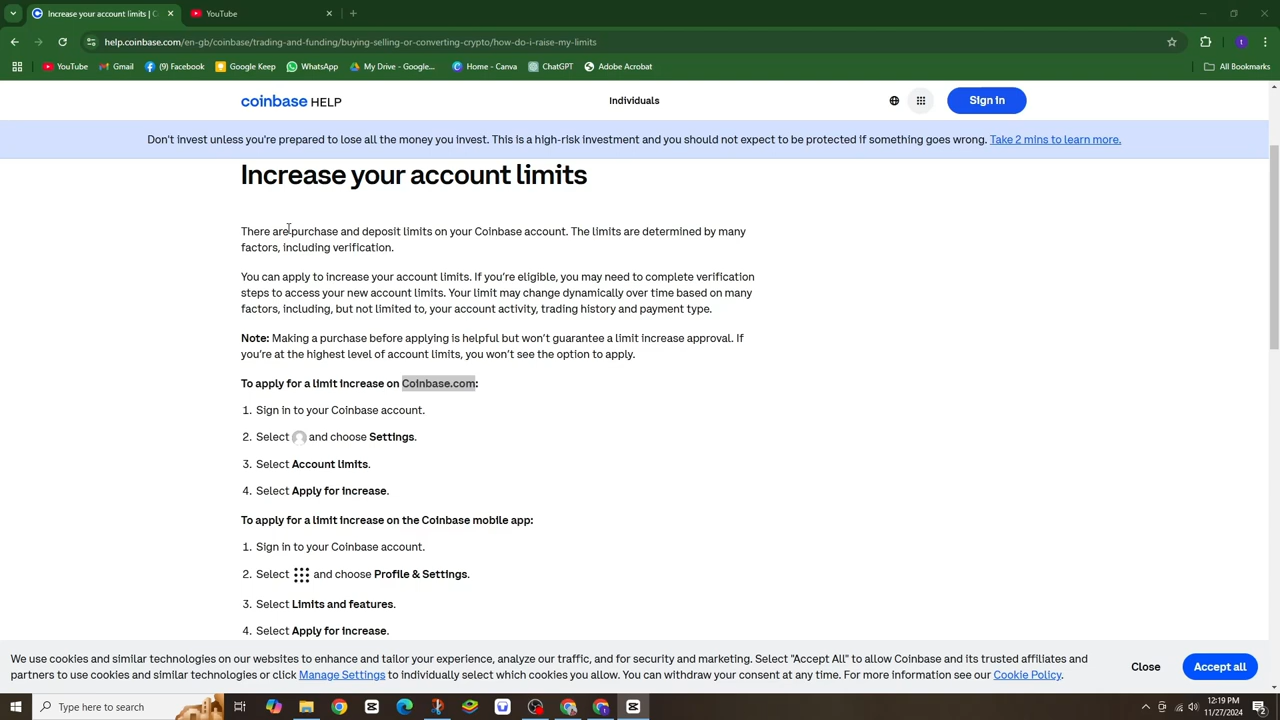 Increase your account limits | C
YouTube
help.coinbase.com/en-gb/coinbase/trading-and-funding/buying-selling-or-converting-crypto/how-do-i-raise-my-limits
t
YouTube
Gmail
(9) Facebook
Google Keep
WhatsApp
My Drive - Google...
Home - Canva
ChatGPT
Adobe Acrobat
All Bookmarks
coinbase HELP
Individuals
Sign in
Don't invest unless you're prepared to lose all the money you invest. This is a high-risk investment and you should not expect to be protected if something goes wrong. Take 2 mins to learn more.
Increase your account limits
There are purchase and deposit limits on your Coinbase account. The limits are determined by many
factors, including verification.
You can apply to increase your account limits. If you're eligible, you may need to complete verification
steps to access your new account limits. Your limit may change dynamically over time based on many
factors, including, but not limited to, your account activity, trading history and payment type.
Note: Making a purchase before applying is helpful but won't guarantee a limit increase approval. If
you're at the highest level of account limits, you won't see the option to apply.
To apply for a limit increase on Coinbase.com:
1. Sign in to your Coinbase account.
2. Select and choose Settings.
3. Select Account limits.
4. Select Apply for increase.
To apply for a limit increase on the Coinbase mobile app:
1. Sign in to your Coinbase account.
2. Select and choose Profile & Settings.
3. Select Limits and features.
4. Select Apply for increase.
We use cookies and similar technologies on our websites to enhance and tailor your experience, analyze our traffic, and for security and marketing. Select "Accept All" to allow Coinbase and its trusted affiliates and
partners to use cookies and similar technologies or click Manage Settings to individually select which cookies you allow. You can withdraw your consent at any time. For more information see our Cookie Policy.
Close
Accept all
Type here to search
12:19 PM
11/27/2024
2